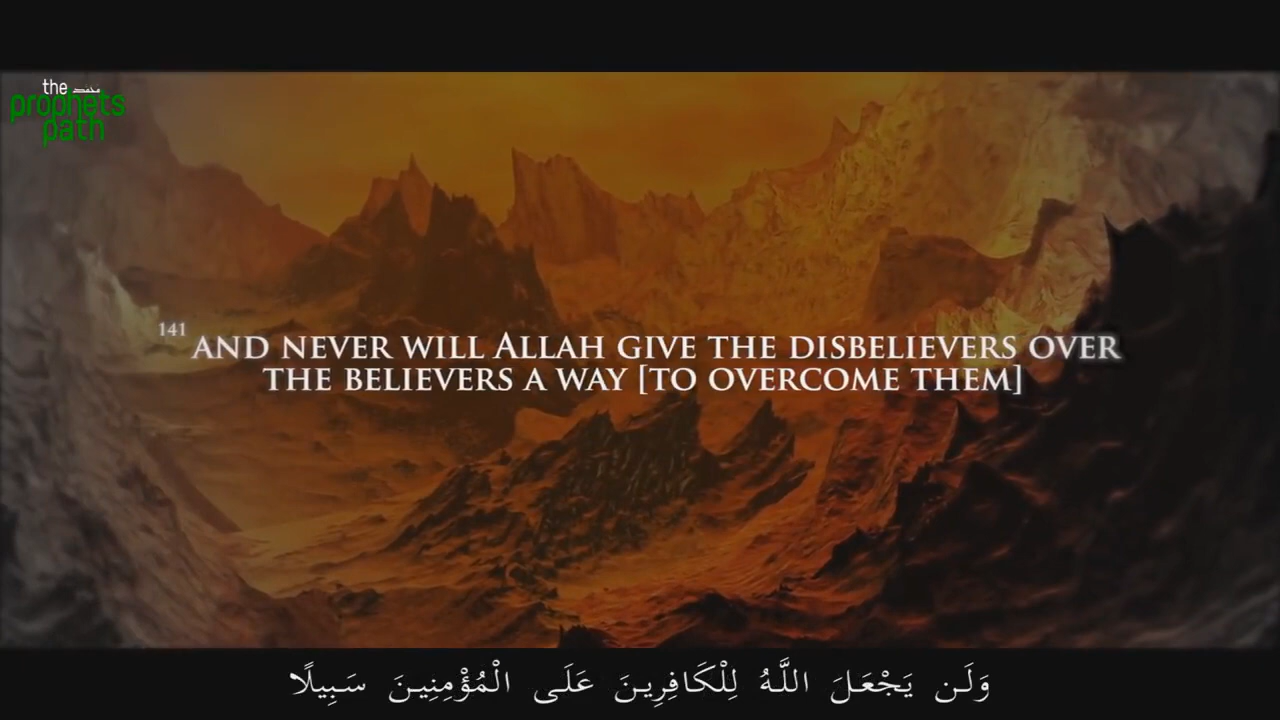 the محمد
prophets
path
141 AND NEVER WILL ALLAH GIVE THE DISBELIEVERS OVER
THE BELIEVERS A WAY [TO OVERCOME THEM]
وَلَن يَجْعَلَ اللَّهُ لِلْكَافِرِينَ عَلَى الْمُؤْمِنِينَ سَبِيلًا